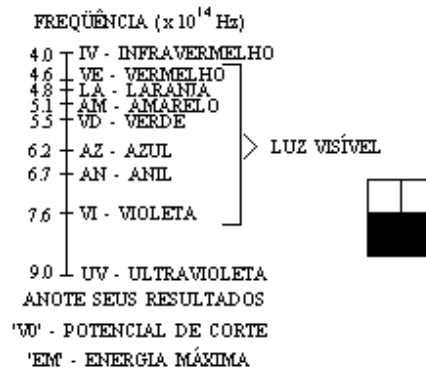 FREQÜÊNCIA (x 10^14 Hz)
4.0 IV - INFRAVERMELHO
4.6 VE - VERMELHO
4.8 LA - LARANJA
5.1 AM - AMARELO
5.5 VD - VERDE
6.2 AZ - AZUL
6.7 AN - ANIL
LUZ VISÍVEL
7.6 VI - VIOLETA
9.0 UV - ULTRAVIOLETA
ANOTE SEUS RESULTADOS
'V0' - POTENCIAL DE CORTE
'EM' - ENERGIA MÁXIMA